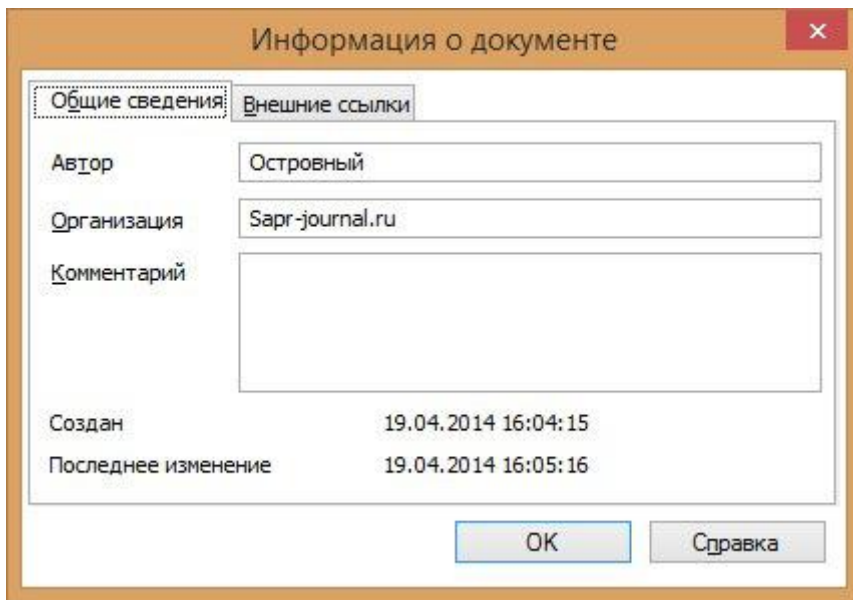 Информация о документе
Общие сведения Внешние ссылки
Автор Островный
Организация Sapr-journal.ru
Комментарий
Создан 19.04.2014 16:04:15
Последнее изменение 19.04.2014 16:05:16
OK Справка